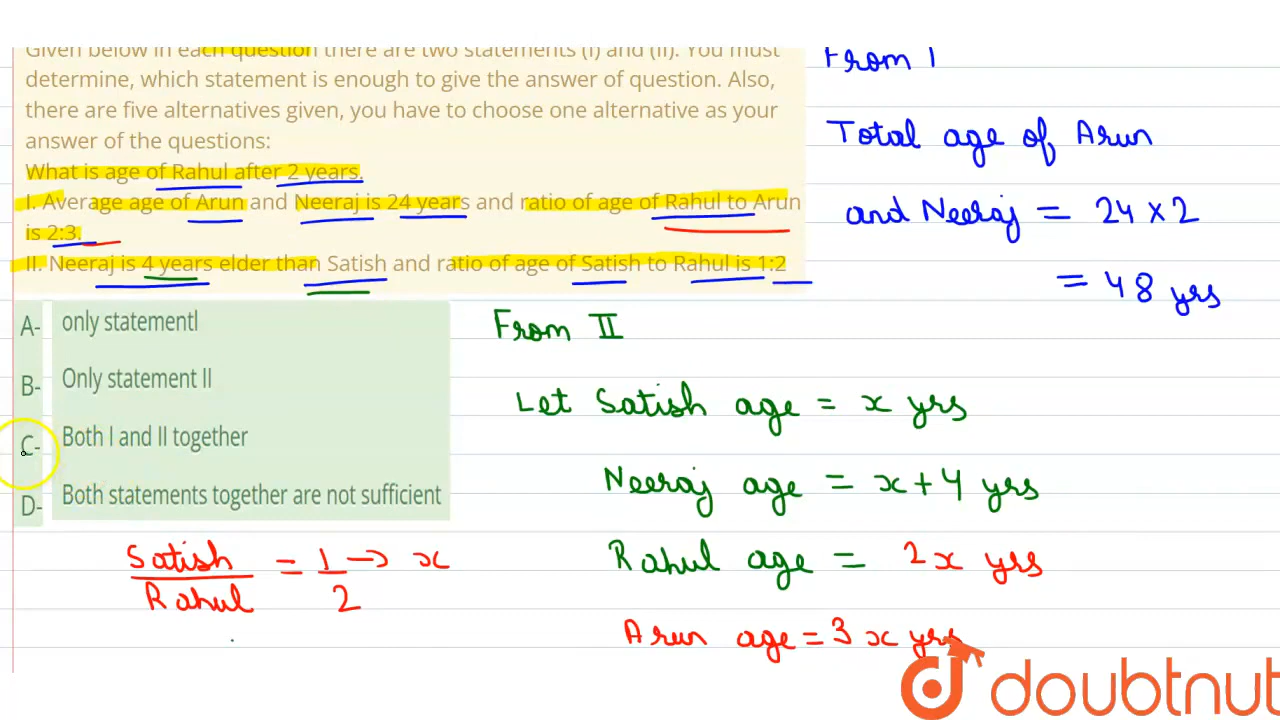 Given below in each question there are two statements (I) and (II). You must
determine, which statement is enough to give the answer of question. Also,
there are five alternatives given, you have to choose one alternative as your
answer of the questions:
What is age of Rahul after 2 years.
I. Average age of Arun and Neeraj is 24 years and ratio of age of Rahul to Arun
is 2:3.
II. Neeraj is 4 years elder than Satish and ratio of age of Satish to Rahul is 1:2
A- only statementI
B- Only statement II
C- Both I and II together
D- Both statements together are not sufficient
From I
Total age of Arun
and Neeraj = 24 × 2
= 48 yrs
From II
Let Satish age = x yrs
Neeraj age = x + 4 yrs
Rahul age = 2x yrs
Arun age = 3x yrs
Satish/Rahul = 1/2 → x
doubtnut